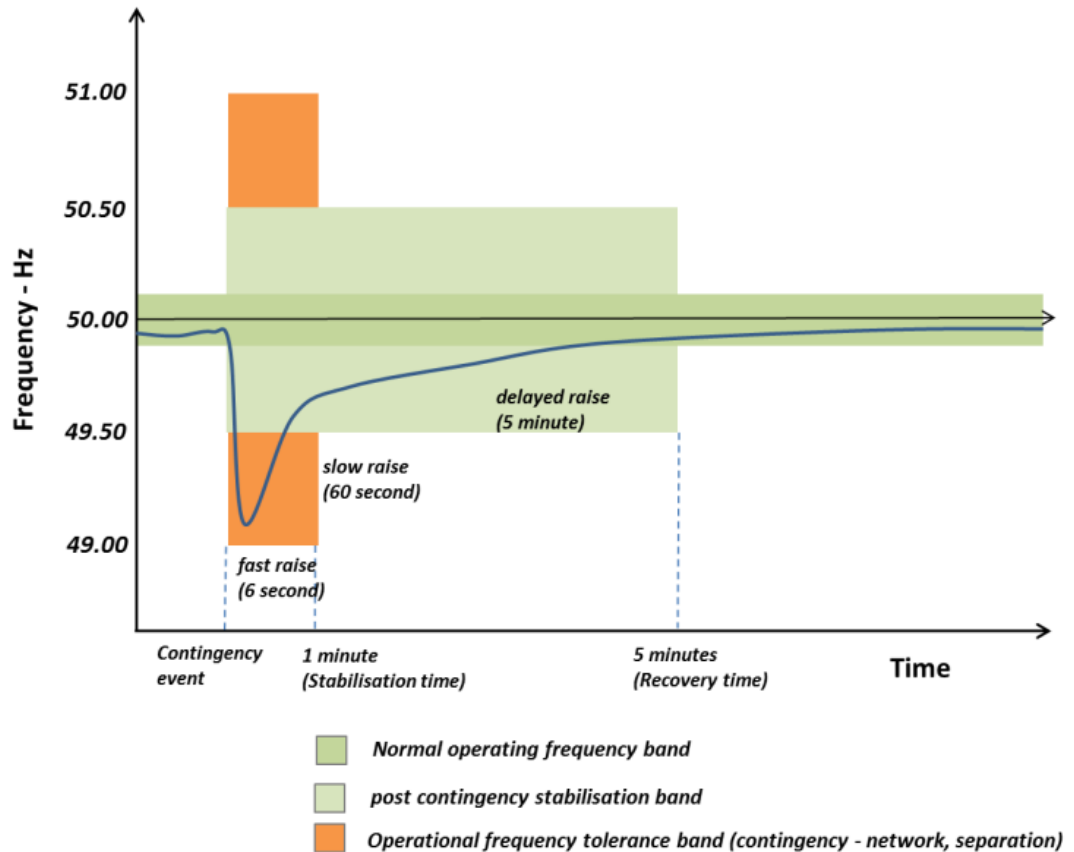 51.00
50.50
50.00
49.50
49.00
Frequency - Hz
delayed raise
(5 minute)
slow raise
(60 second)
fast raise
(6 second)
Contingency
event
1 minute
(Stabilisation time)
5 minutes
(Recovery time)
Time
Normal operating frequency band
post contingency stabilisation band
Operational frequency tolerance band (contingency - network, separation)